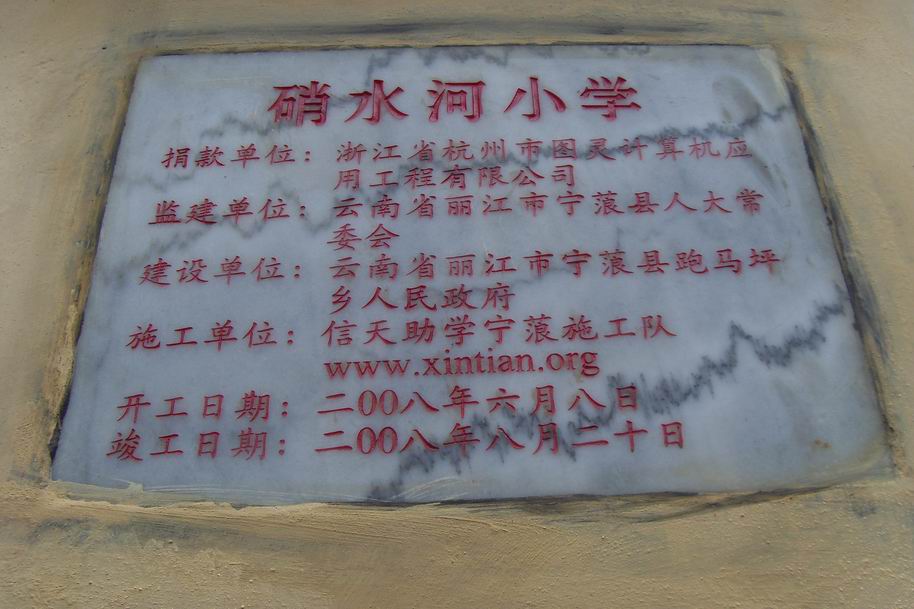 硝水河小学
捐款单位：浙江省杭州市图灵计算机应
用工程有限公司
监建单位：云南省丽江市宁蒗县人大常
委会
建设单位：云南省丽江市宁蒗县跑马坪
乡人民政府
施工单位：信天助学宁蒗施工队
www.xintian.org
开工日期：二00八年六月八日
竣工日期：二00八年八月二十日